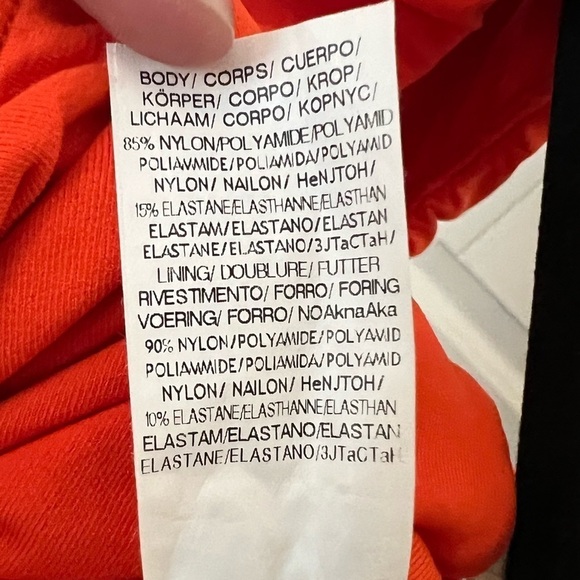 BODY/ CORPS/ CUERPO/
KÖRPER/ CORPO/ KROP/
LICHAAM/ CORPO/ KOPNYC/
85% NYLON/POLYAMIDE/POLYAMID
POLIAMMIDE/POLIAMIDA/POLYAMID
NYLON/ NAILON/ HeNJTOH/
15% ELASTANE/ELASTHANNE/ELASTHAN
ELASTAM/ELASTANO/ELASTAN
ELASTANE/ELASTANO/3JTaCTaH/
LINING/ DOUBLURE/ FUTTER
RIVESTIMENTO/ FORRO/ FORING
VOERING/ FORRO/ NOAknaAka
90% NYLON/POLYAMIDE/POLYAMID
POLIAMMIDE/POLIAMIDA/POLYAMID
NYLON/ NAILON/ HeNJTOH/
10% ELASTANE/ELASTHANNE/ELASTHAN
ELASTAM/ELASTANO/ELASTAN
ELASTANE/ELASTANO/3JTaCTaH